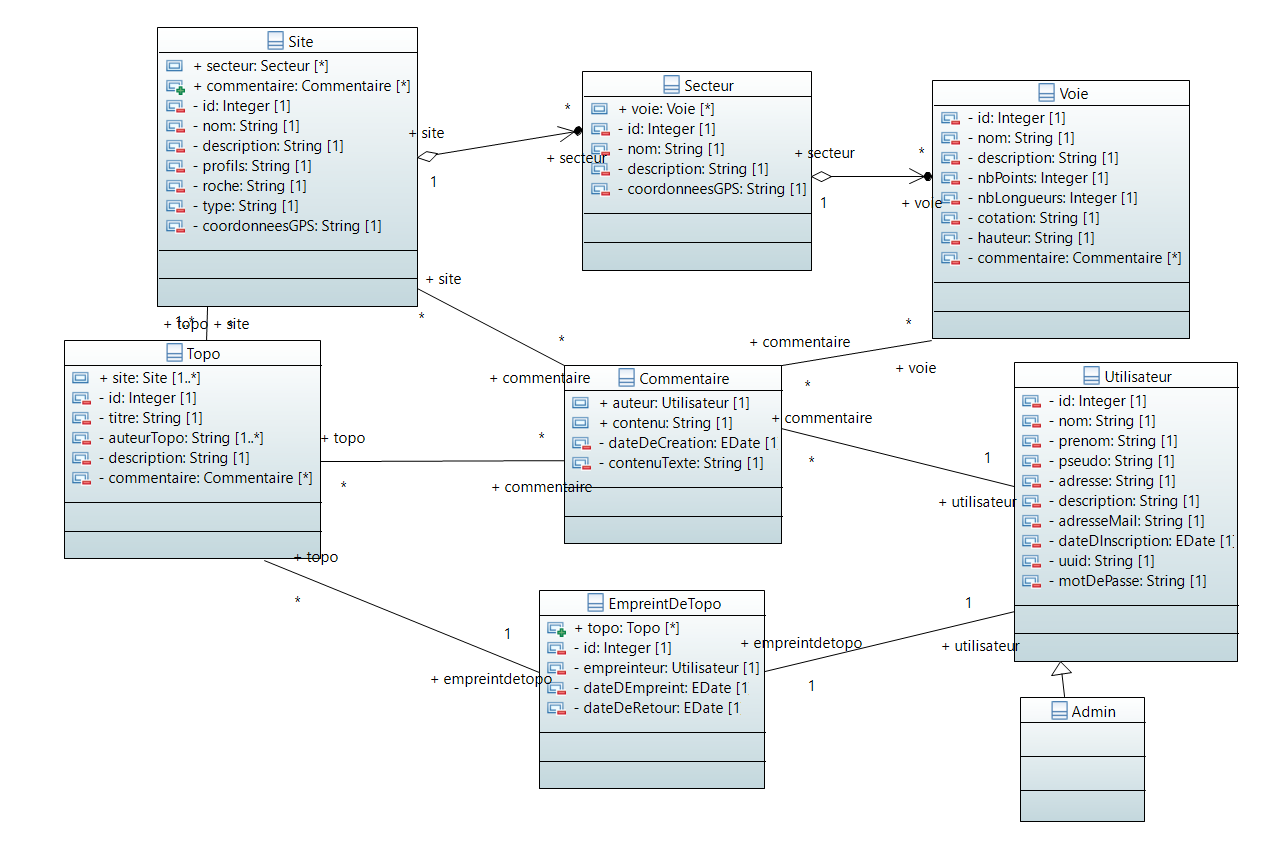 Site
+ secteur: Secteur [*]
+ commentaire: Commentaire [*]
- id: Integer [1]
- nom: String [1]
- description: String [1]
- profils: String [1]
- roche: String [1]
- type: String [1]
- coordonneesGPS: String [1]
+ site
1
*
+ secteur
Secteur
+ voie: Voie [*]
- id: Integer [1]
- nom: String [1]
- description: String [1]
- coordonneesGPS: String [1]
+ secteur
1
*
+ voie
Voie
- id: Integer [1]
- nom: String [1]
- description: String [1]
- nbPoints: Integer [1]
- nbLongueurs: Integer [1]
- cotation: String [1]
- hauteur: String [1]
- commentaire: Commentaire [*]
+ site
*
*
+ commentaire
+ topo
1..*
+ site
*
Topo
+ site: Site [1..*]
- id: Integer [1]
- titre: String [1]
- auteurTopo: String [1..*]
- description: String [1]
- commentaire: Commentaire [*]
+ topo
*
*
+ commentaire
Commentaire
+ auteur: Utilisateur [1]
+ contenu: String [1]
- dateDeCreation: EDate [1
- contenuTexte: String [1]
+ commentaire
*
*
+ voie
+ commentaire
*
1
+ utilisateur
Utilisateur
- id: Integer [1]
- nom: String [1]
- prenom: String [1]
- pseudo: String [1]
- adresse: String [1]
- description: String [1]
- adresseMail: String [1]
- dateDInscription: EDate [1]
- uuid: String [1]
- motDePasse: String [1]
+ topo
*
1
+ empreintdetopo
EmpreintDeTopo
+ topo: Topo [*]
- id: Integer [1]
- empreinteur: Utilisateur [1]
- dateDEmpreint: EDate [1
- dateDeRetour: EDate [1
+ empreintdetopo
1
1
+ utilisateur
Admin